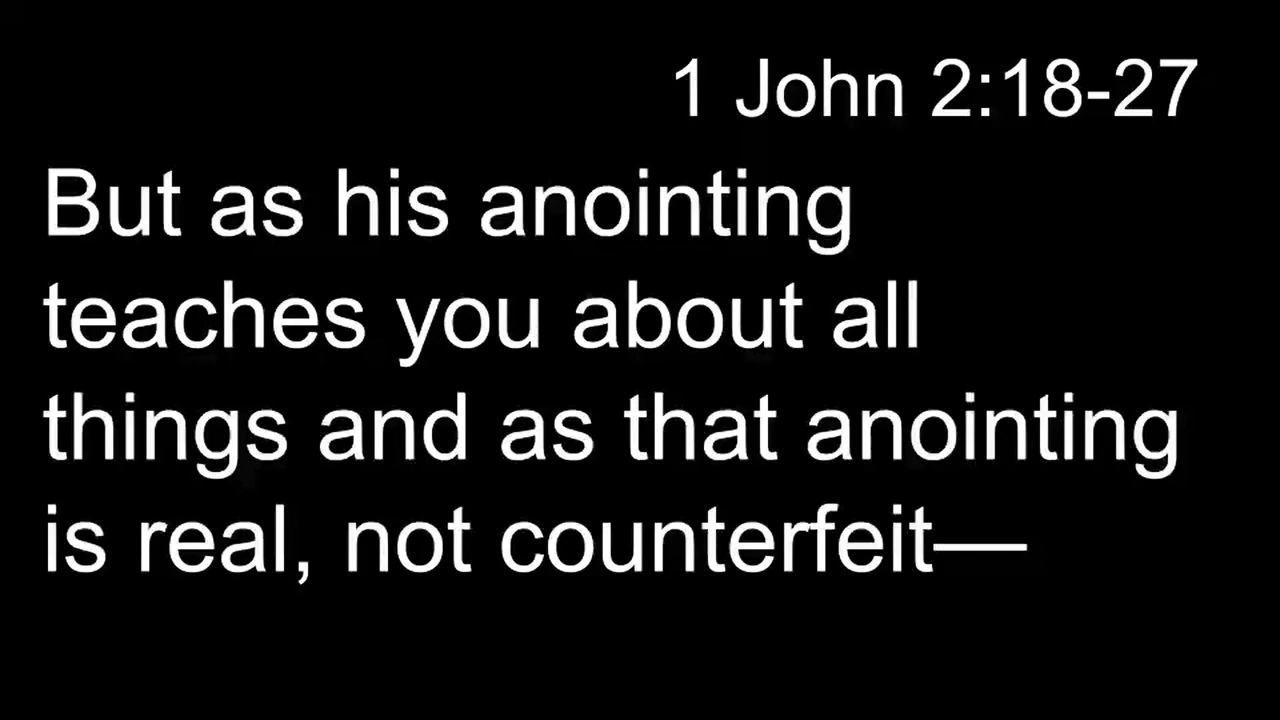 1 John 2:18-27
But as his anointing
teaches you about all
things and as that anointing
is real, not counterfeit—